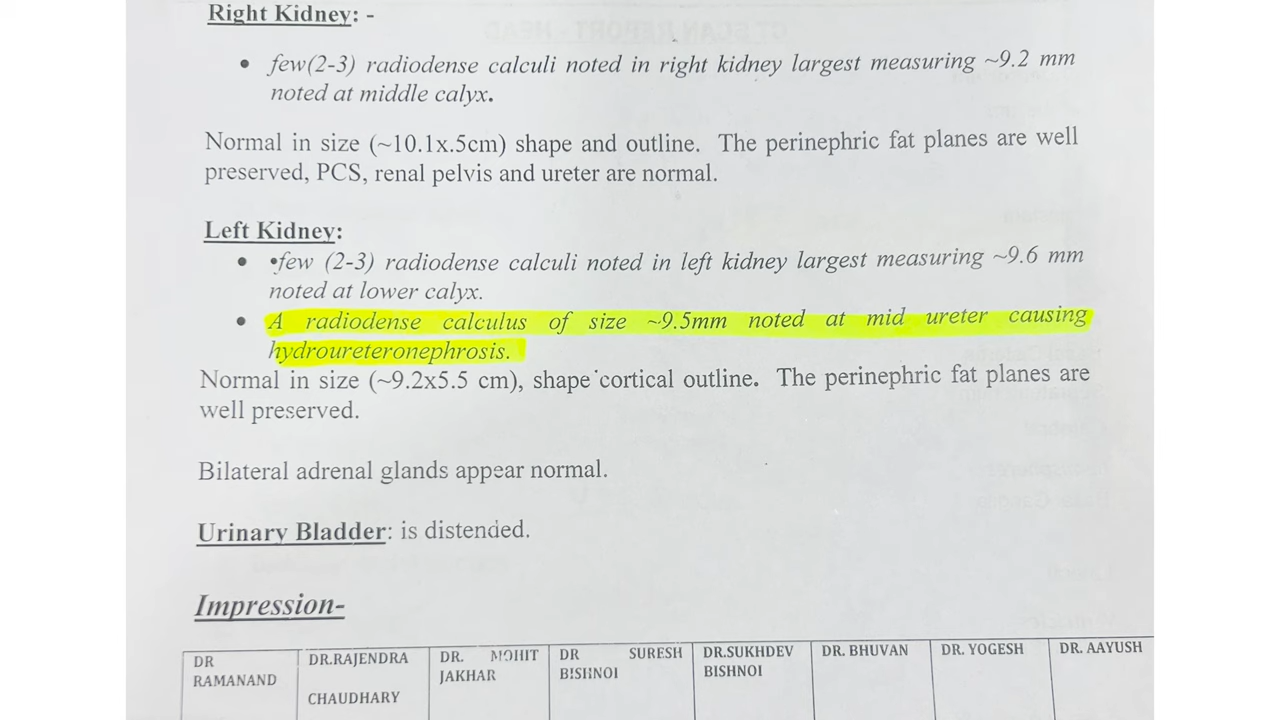 Right Kidney: -
• few(2-3) radiodense calculi noted in right kidney largest measuring ~9.2 mm
noted at middle calyx.
Normal in size (~10.1x.5cm) shape and outline. The perinephric fat planes are well
preserved, PCS, renal pelvis and ureter are normal.
Left Kidney:
• •few (2-3) radiodense calculi noted in left kidney largest measuring ~9.6 mm
noted at lower calyx.
• A radiodense calculus of size ~9.5mm noted at mid ureter causing
hydroureteronephrosis.
Normal in size (~9.2x5.5 cm), shape cortical outline. The perinephric fat planes are
well preserved.
Bilateral adrenal glands appear normal.
Urinary Bladder: is distended.
Impression-
DR RAMANAND
DR.RAJENDRA CHAUDHARY
DR. MOHIT JAKHAR
DR SURESH BISHNOI
DR.SUKHDEV BISHNOI
DR. BHUVAN
DR. YOGESH
DR. AAYUSH